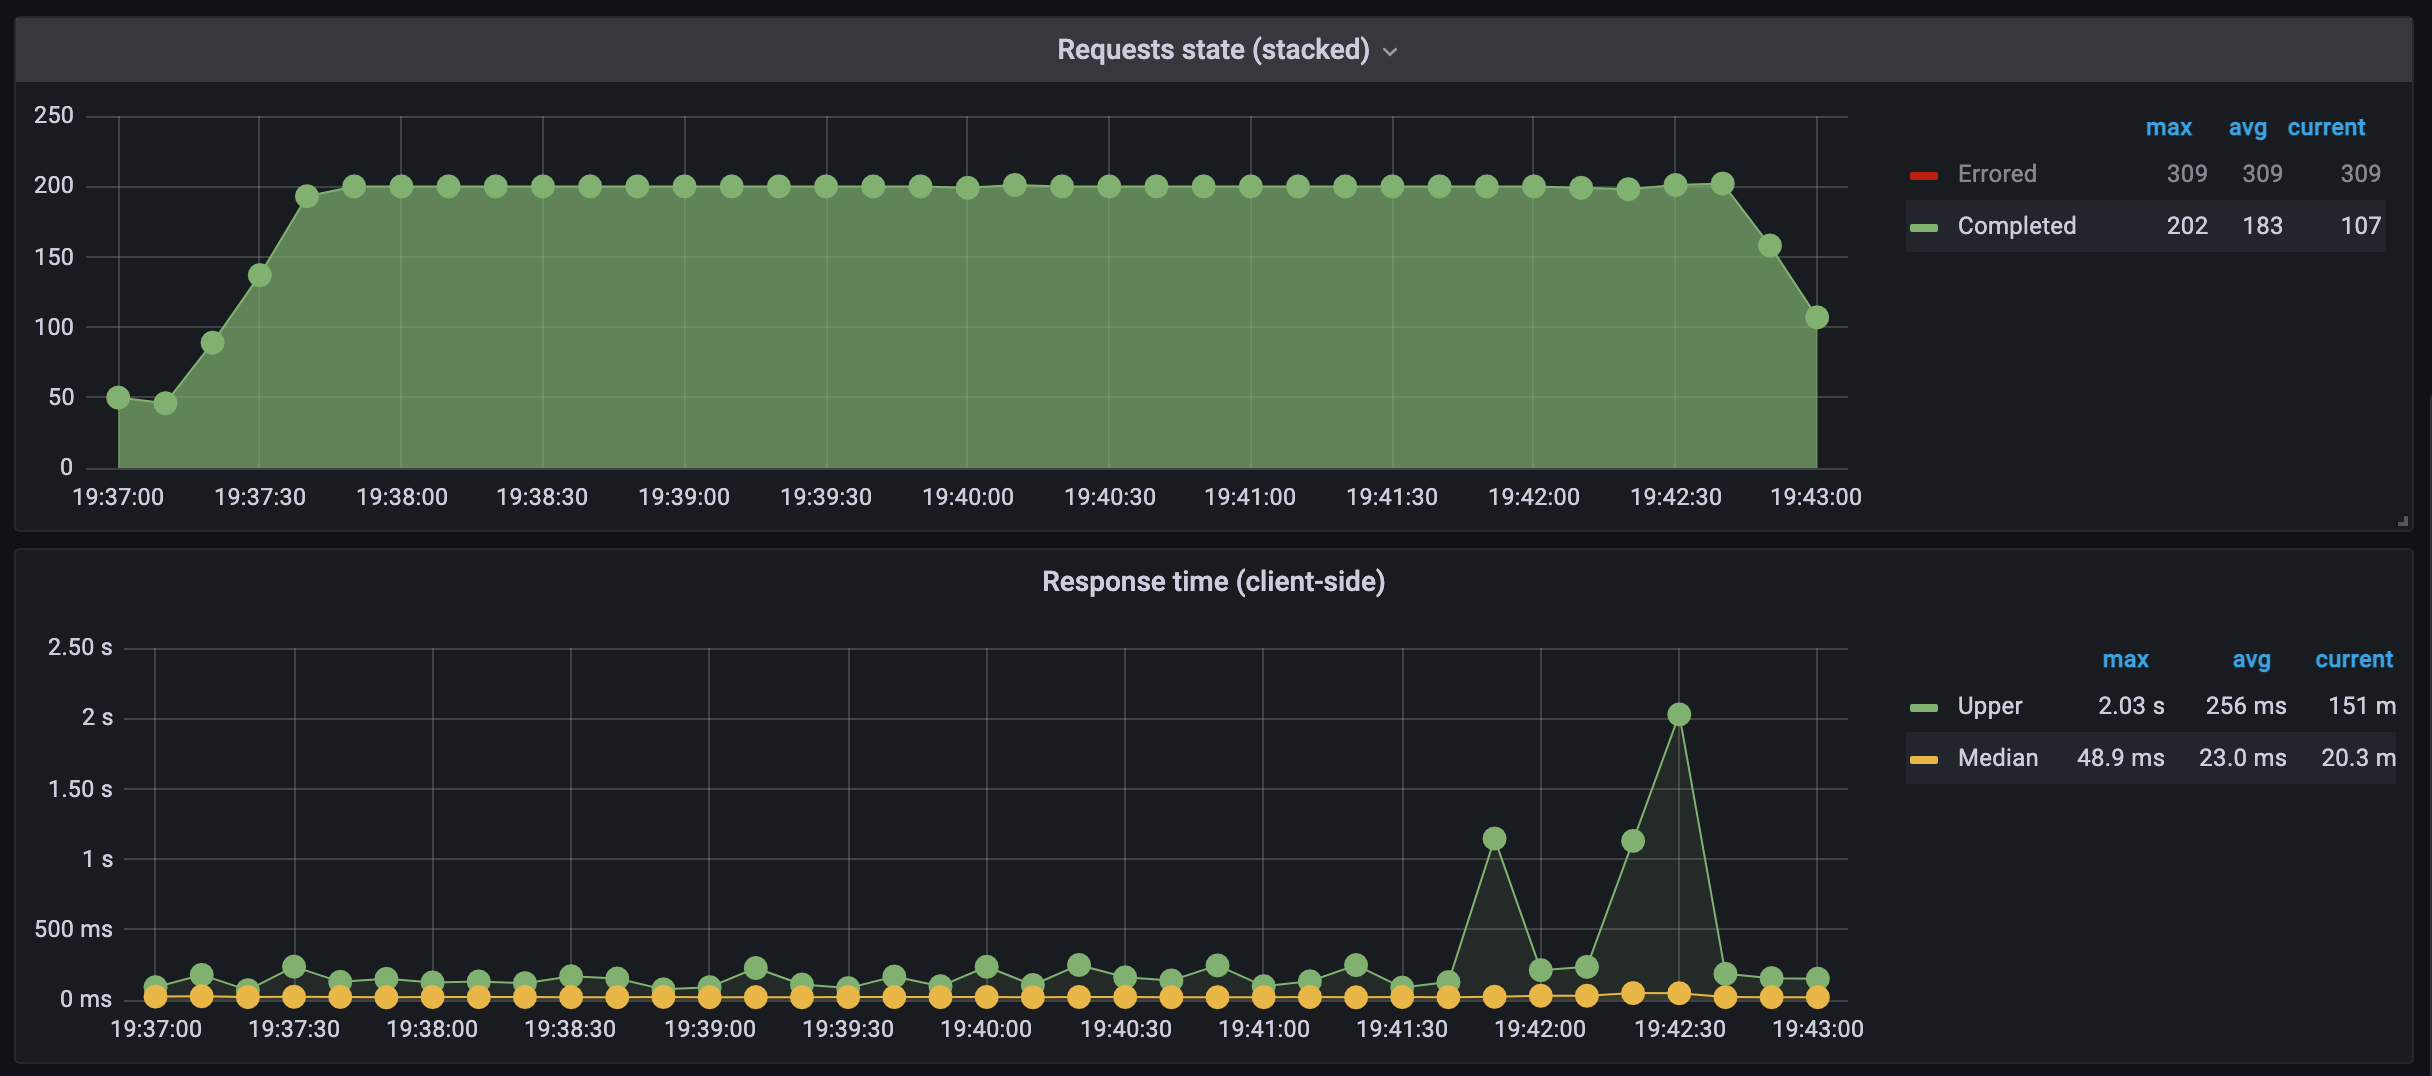 Requests state (stacked)
250
200
150
100
50
0
19:37:00 19:37:30 19:38:00 19:38:30 19:39:00 19:39:30 19:40:00 19:40:30 19:41:00 19:41:30 19:42:00 19:42:30 19:43:00
max avg current
Errored 309 309 309
Completed 202 183 107
Response time (client-side)
2.50 s
2 s
1.50 s
1 s
500 ms
0 ms
19:37:00 19:37:30 19:38:00 19:38:30 19:39:00 19:39:30 19:40:00 19:40:30 19:41:00 19:41:30 19:42:00 19:42:30 19:43:00
max avg current
Upper 2.03 s 256 ms 151 m
Median 48.9 ms 23.0 ms 20.3 m